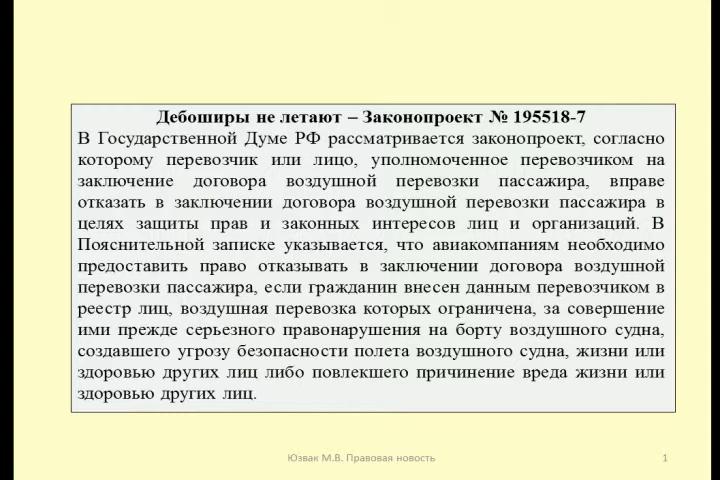 Дебоширы не летают – Законопроект № 195518-7
В Государственной Думе РФ рассматривается законопроект, согласно
которому перевозчик или лицо, уполномоченное перевозчиком на
заключение договора воздушной перевозки пассажира, вправе
отказать в заключении договора воздушной перевозки пассажира в
целях защиты прав и законных интересов лиц и организаций. В
Пояснительной записке указывается, что авиакомпаниям необходимо
предоставить право отказывать в заключении договора воздушной
перевозки пассажира, если гражданин внесен данным перевозчиком в
реестр лиц, воздушная перевозка которых ограничена, за совершение
ими прежде серьезного правонарушения на борту воздушного судна,
создавшего угрозу безопасности полета воздушного судна, жизни или
здоровью других лиц либо повлекшего причинение вреда жизни или
здоровью других лиц.
Юзвак М.В. Правовая новость
1